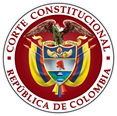 CORTE CONSTITUCIONAL
REPÚBLICA DE COLOMBIA